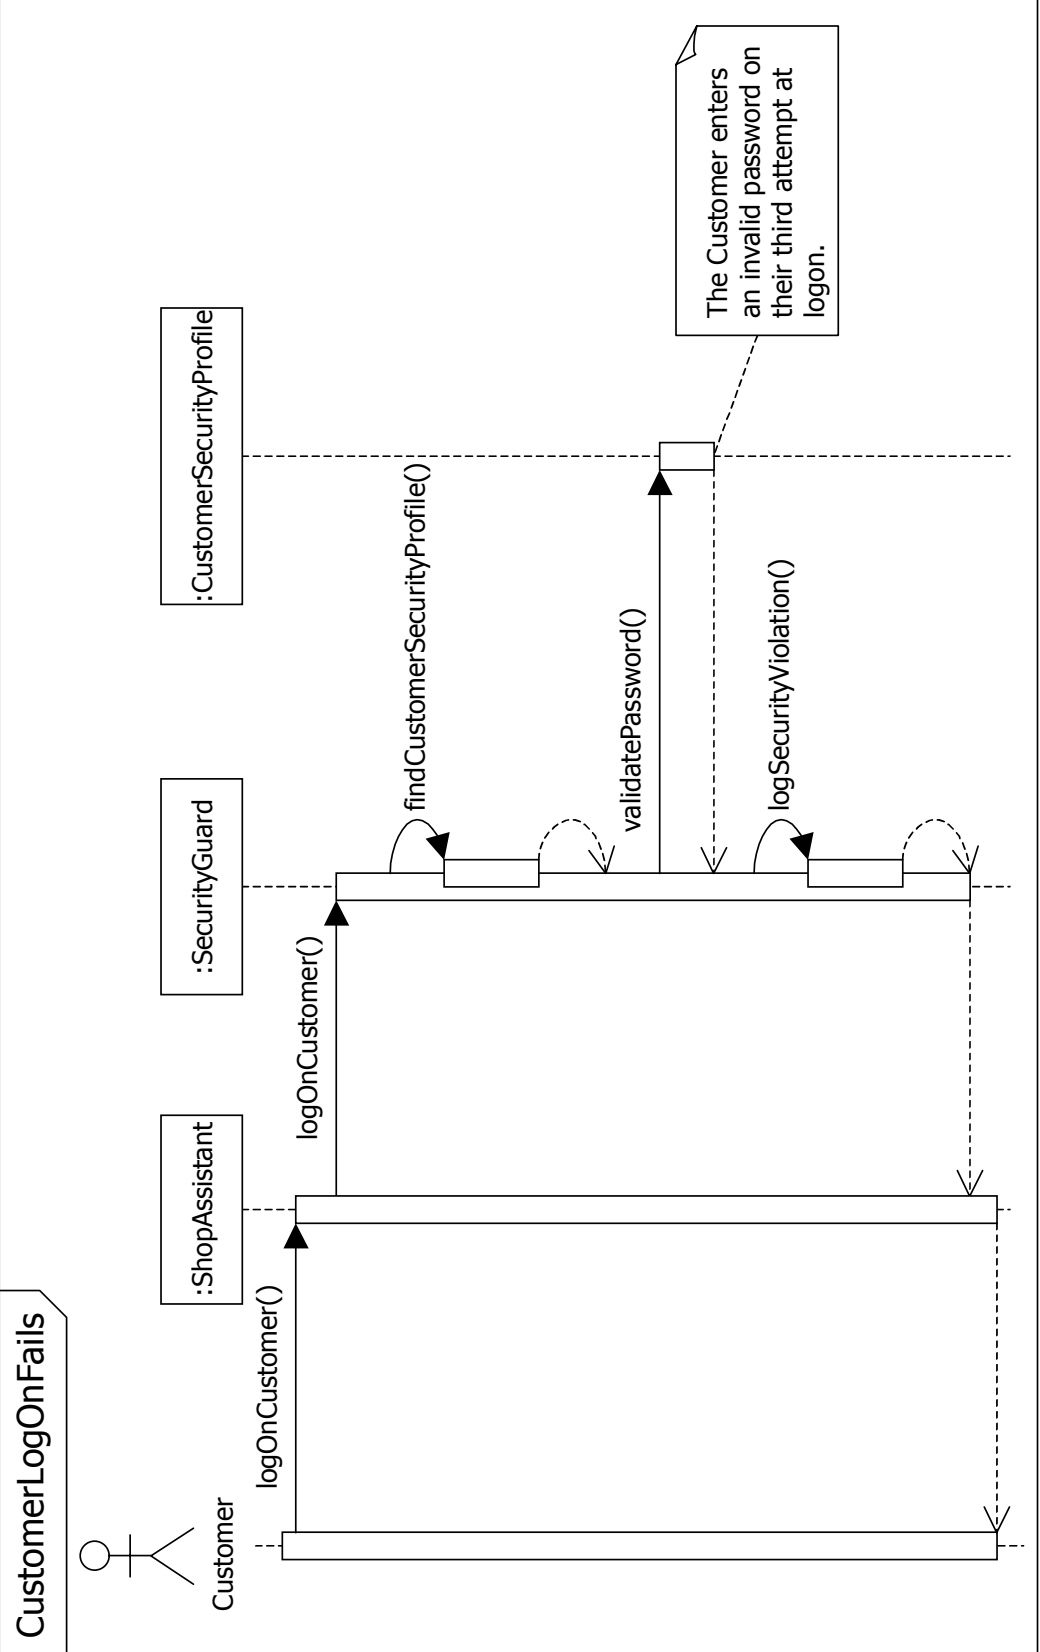 CustomerLogOnFails
Customer
:ShopAssistant
:SecurityGuard
:CustomerSecurityProfile
logOnCustomer()
logOnCustomer()
findCustomerSecurityProfile()
validatePassword()
The Customer enters
an invalid password on
their third attempt at
logon.
logSecurityViolation()